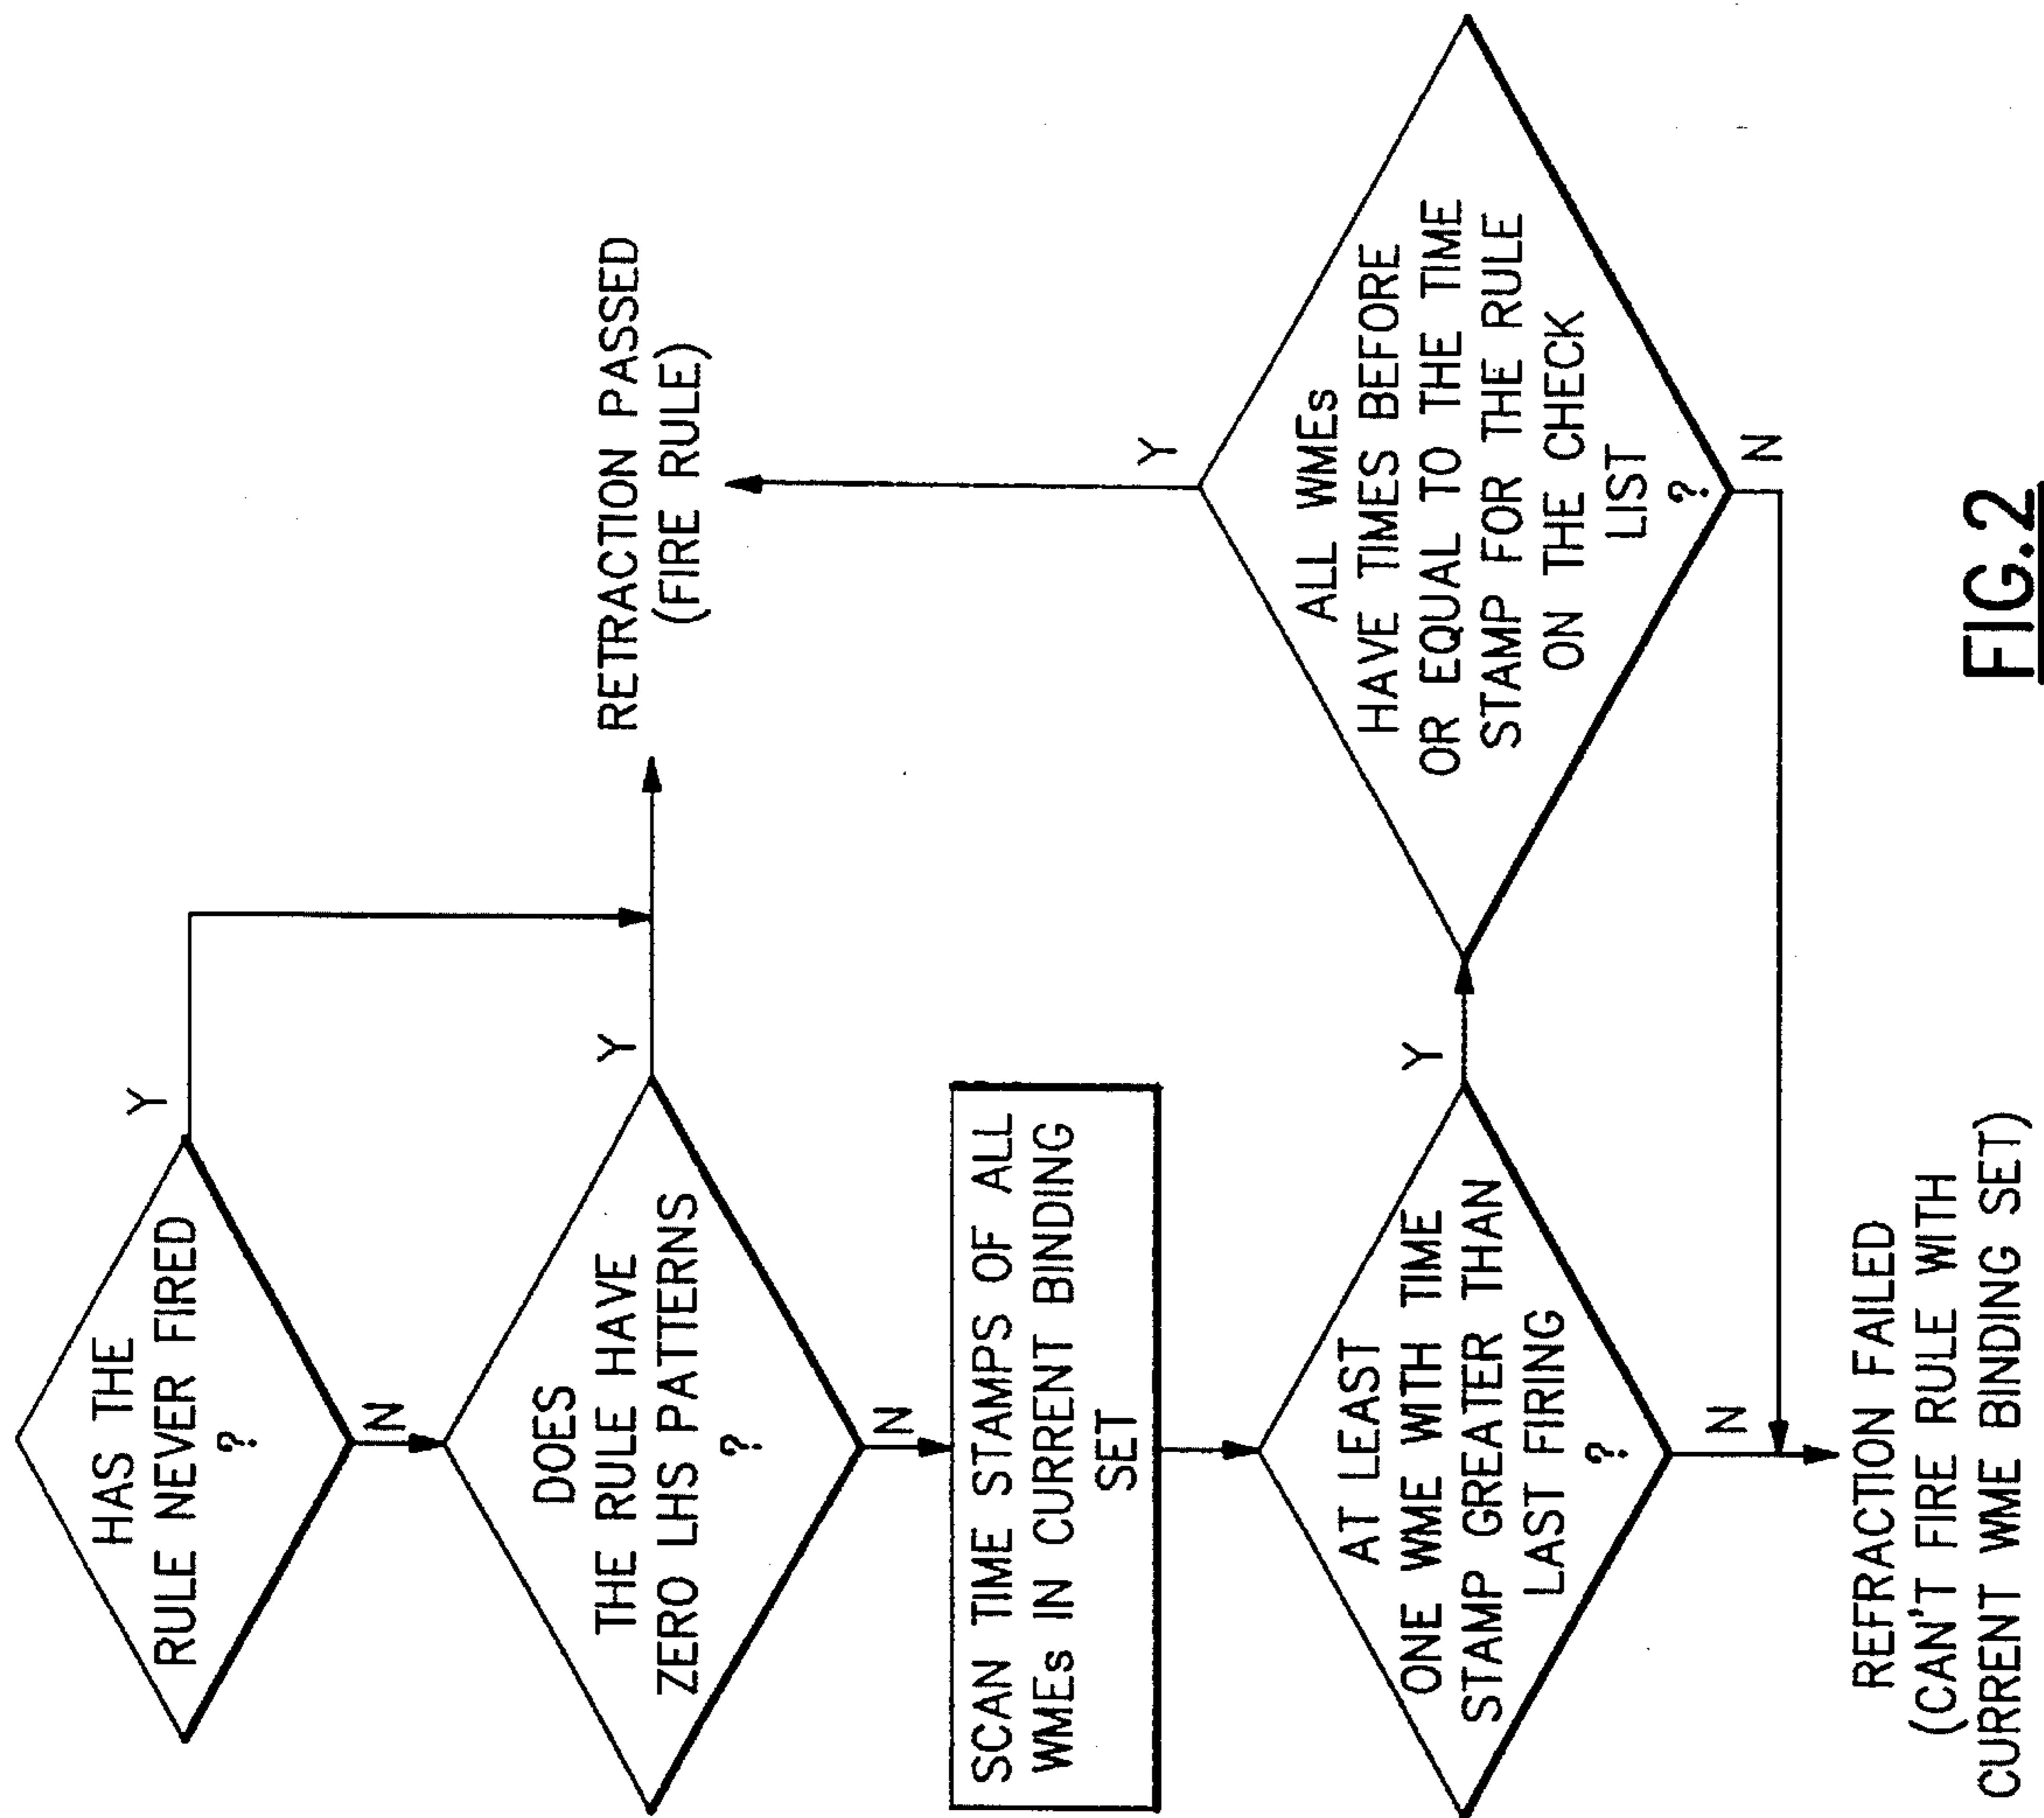 HAS THE
RULE NEVER FIRED
?
Y
N
DOES
THE RULE HAVE
ZERO LHS PATTERNS
?
Y
N
RETRACTION PASSED
(FIRE RULE)
SCAN TIME STAMPS OF ALL
WMEs IN CURRENT BINDING
SET
AT LEAST
ONE WME WITH TIME
STAMP GREATER THAN
LAST FIRING
?
Y
N
ALL WMEs
HAVE TIMES BEFORE
OR EQUAL TO THE TIME
STAMP FOR THE RULE
ON THE CHECK
LIST
?
Y
N
REFRACTION FAILED
(CAN'T FIRE RULE WITH
CURRENT WME BINDING SET)
FIG.2